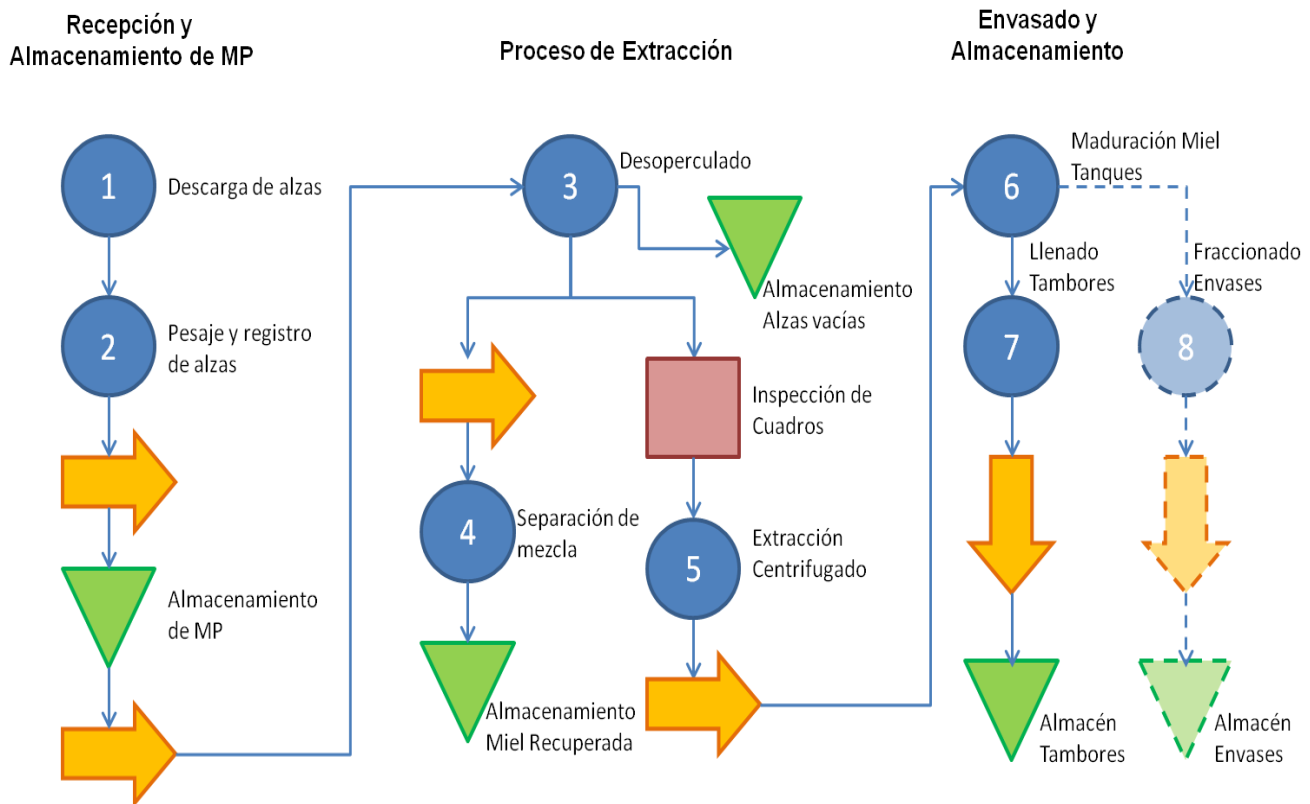 Recepción y
Almacenamiento de MP
1
Descarga de alzas
2
Pesaje y registro
de alzas
Almacenamiento
de MP
Proceso de Extracción
3
Desoperculado
Almacenamiento
Alzas vacías
Inspección de
Cuadros
4
Separación de
mezcla
5
Extracción
Centrifugado
Almacenamiento
Miel Recuperada
Envasado y
Almacenamiento
6
Maduración Miel
Tanques
Llenado
Tambores
Fraccionado
Envases
7
8
Almacén
Tambores
Almacén
Envases